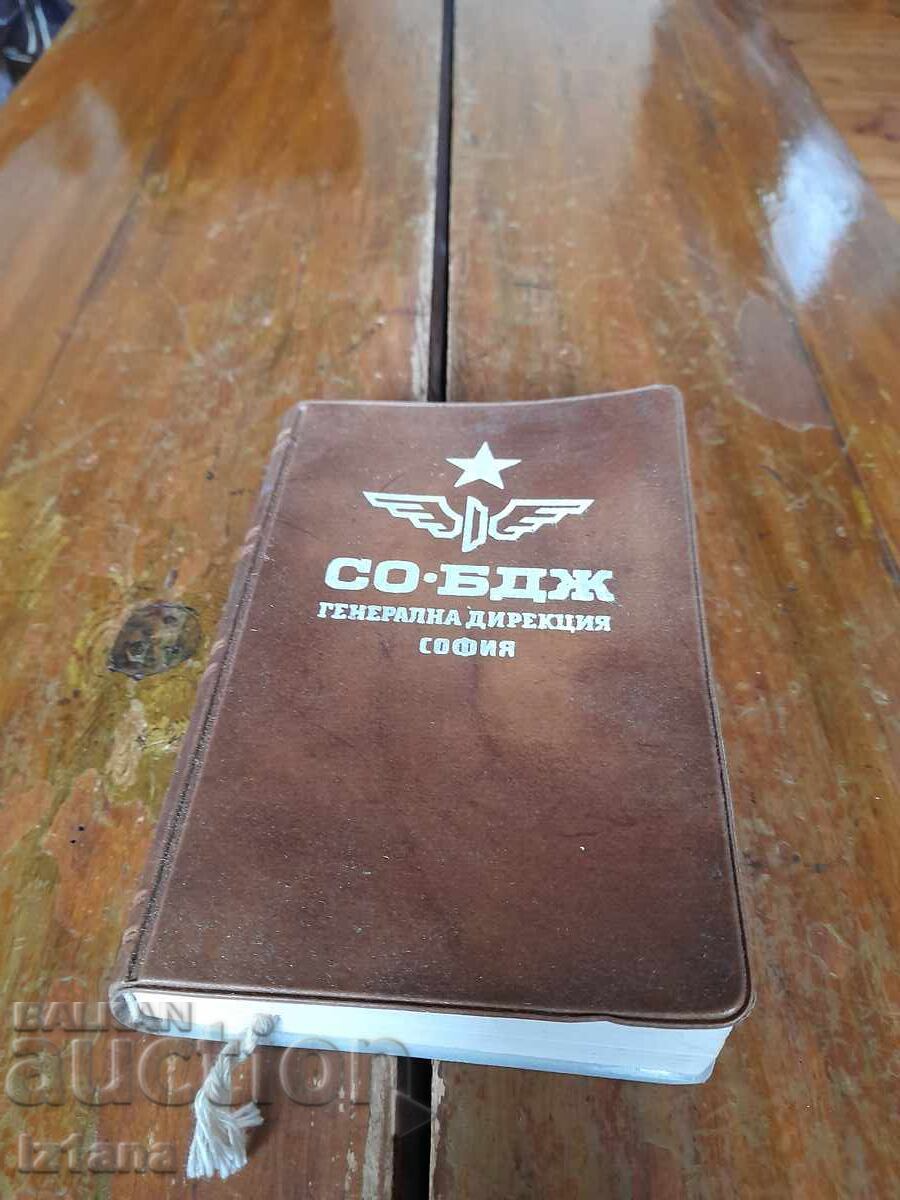 СО·БДЖ
ГЕНЕРАЛНА ДИРЕКЦИЯ
СОФИЯ
BALKAN
auction
iztana